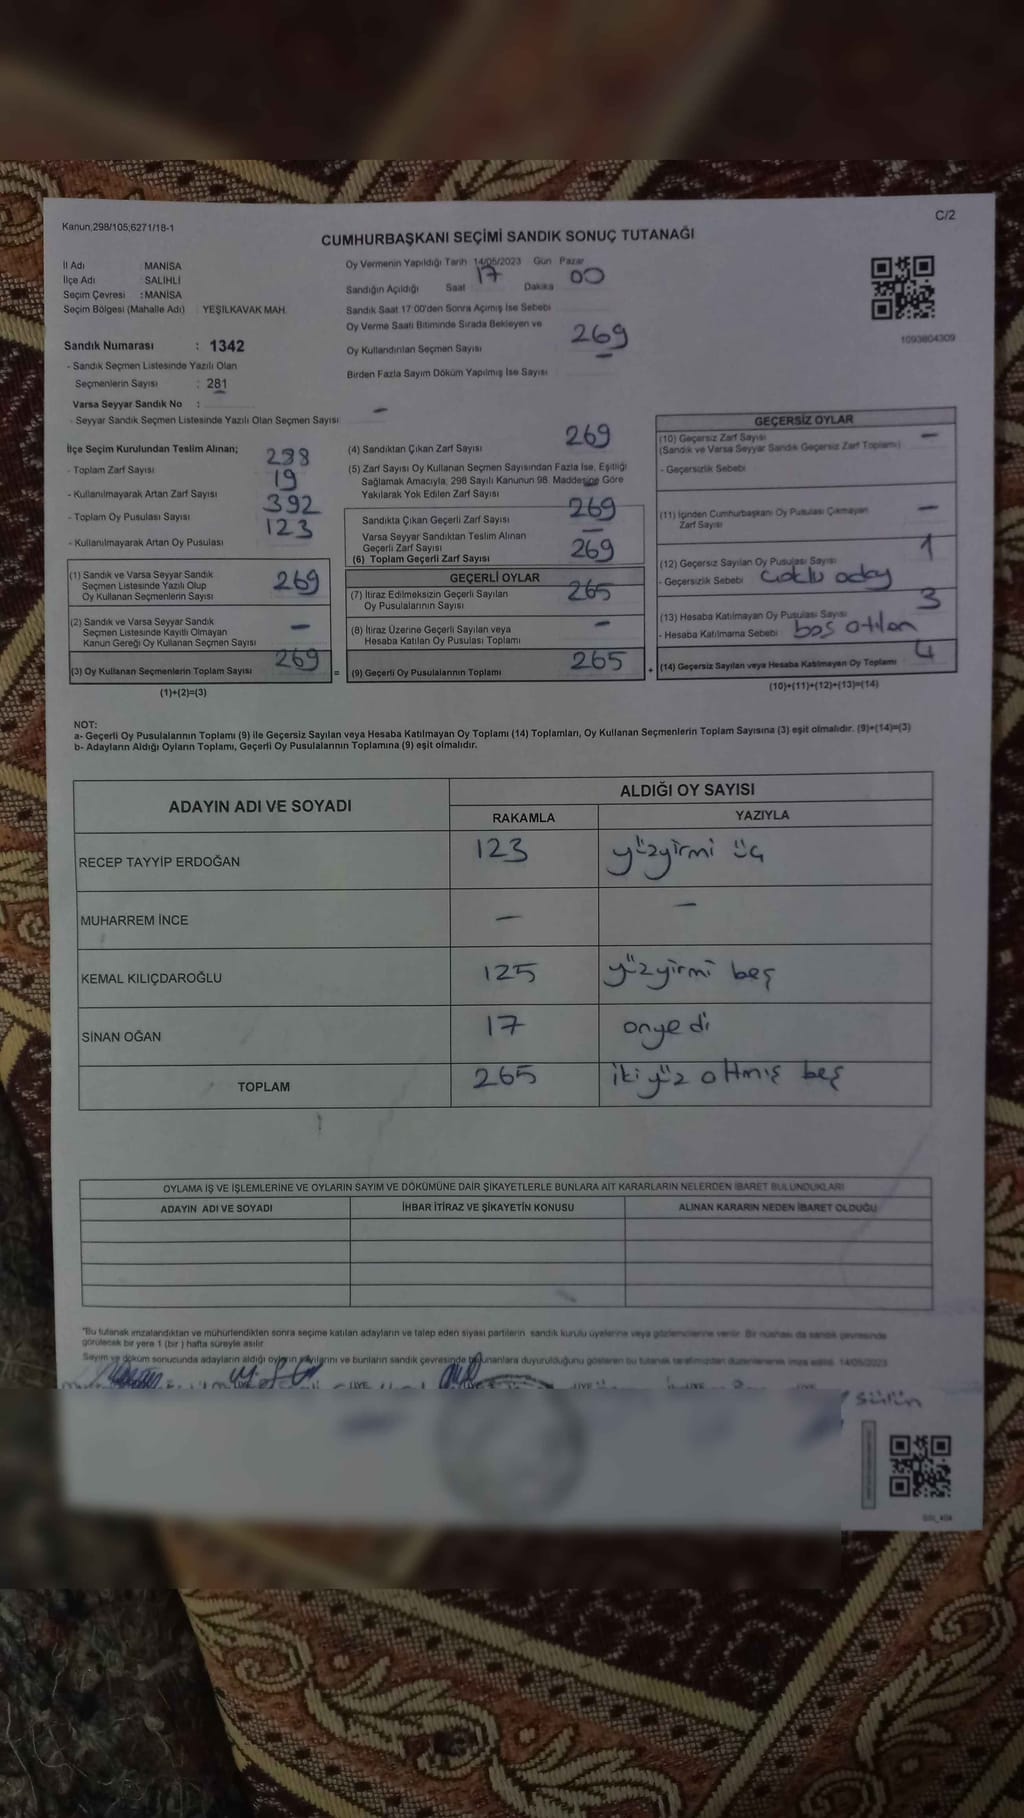 Kanun,298/105;6271/18-1
C/2
CUMHURBAŞKANI SEÇİMİ SANDIK SONUÇ TUTANAĞI
İl Adı MANİSA
İlçe Adı SALİHLİ
Seçim Çevresi : MANİSA
Seçim Bölgesi (Mahalle Adı) : YEŞİLKAVAK MAH.
Sandık Numarası : 1342
- Sandık Seçmen Listesinde Yazılı Olan
Seçmenlerin Sayısı : 281
Varsa Seyyar Sandık No :
- Seyyar Sandık Seçmen Listesinde Yazılı Olan Seçmen Sayısı: –
Oy Vermenin Yapıldığı Tarih 14/05/2023 Gün Pazar
Sandığın Açıldığı Saat 17 Dakika 00
Sandık Saat 17:00'den Sonra Açımış İse Sebebi
Oy Verme Saati Bitiminde Sırada Bekleyen ve
Oy Kullandırılan Seçmen Sayısı 269
Birden Fazla Sayım Döküm Yapılmış İse Sayısı
1093804309
İlçe Seçim Kurulundan Teslim Alınan;
- Toplam Zarf Sayısı 298
- Kullanılmayarak Artan Zarf Sayısı 19
- Toplam Oy Pusulası Sayısı 392
- Kullanılmayarak Artan Oy Pusulası 123
(1) Sandık ve Varsa Seyyar Sandık
Seçmen Listesinde Yazılı Olup
Oy Kullanan Seçmenlerin Sayısı 269
(2) Sandık ve Varsa Seyyar Sandık
Seçmen Listesinde Kayıtlı Olmayan
Kanun Gereği Oy Kullanan Seçmen Sayısı –
(3) Oy Kullanan Seçmenlerin Toplam Sayısı 269 =
(1)+(2)=(3)
(4) Sandıktan Çıkan Zarf Sayısı 269
(5) Zarf Sayısı Oy Kullanan Seçmen Sayısından Fazla İse, Eşitliği
Sağlamak Amacıyla, 298 Sayılı Kanunun 98. Maddesine Göre
Yakılarak Yok Edilen Zarf Sayısı –
Sandıkta Çıkan Geçerli Zarf Sayısı 269
Varsa Seyyar Sandıktan Teslim Alınan
Geçerli Zarf Sayısı –
(6) Toplam Geçerli Zarf Sayısı 269
GEÇERLİ OYLAR
(7) İtiraz Edilmeksizin Geçerli Sayılan
Oy Pusulalarının Sayısı 265
(8) İtiraz Üzerine Geçerli Sayılan veya
Hesaba Katılan Oy Pusulası Toplamı –
(9) Geçerli Oy Pusulalarının Toplamı 265 +
GEÇERSİZ OYLAR
(10) Geçersiz Zarf Sayısı –
(Sandık ve Varsa Seyyar Sandık Geçersiz Zarf Toplamı)
- Geçersizlik Sebebi
(11) İçinden Cumhurbaşkanı Oy Pusulası Çıkmayan
Zarf Sayısı –
(12) Geçersiz Sayılan Oy Pusulası Sayısı 1
- Geçersizlik Sebebi
(13) Hesaba Katılmayan Oy Pusulası Sayısı 3
- Hesaba Katılmama Sebebi boş atılan
(14) Geçersiz Sayılan veya Hesaba Katılmayan Oy Toplamı 4
(10)+(11)+(12)+(13)=(14)
NOT:
a- Geçerli Oy Pusulalarının Toplamı (9) ile Geçersiz Sayılan veya Hesaba Katılmayan Oy Toplamı (14) Toplamları, Oy Kullanan Seçmenlerin Toplam Sayısına (3) eşit olmalıdır. (9)+(14)=(3)
b- Adayların Aldığı Oyların Toplamı, Geçerli Oy Pusulalarının Toplamına (9) eşit olmalıdır.
ADAYIN ADI VE SOYADI
ALDIĞI OY SAYISI
RAKAMLA YAZIYLA
RECEP TAYYİP ERDOĞAN 123 yüzyirmi üç
MUHARREM İNCE – –
KEMAL KILIÇDAROĞLU 125 yüzyirmi beş
SİNAN OĞAN 17 onyedi
TOPLAM 265 ikiyüz altmış beş
OYLAMA İŞ VE İŞLEMLERİNE VE OYLARIN SAYIM VE DÖKÜMÜNE DAİR ŞİKAYETLERLE BUNLARA AİT KARARLARIN NELERDEN İBARET BULUNDUKLARI
ADAYIN ADI VE SOYADI İHBAR İTİRAZ VE ŞİKAYETİN KONUSU ALINAN KARARIN NEDEN İBARET OLDUĞU
*Bu tutanak imzalandıktan ve mühürlendikten sonra seçime katılan adayların ve talep eden siyasi partilerin sandık kurulu üyelerine veya gözlemcilerine verilir. Bir nüshası da sandık çevresinde
görülecek bir yere 1 (bir) hafta süreyle asılır.
Sayım ve döküm sonucunda adayların aldığı oyların sayılarını ve bunların sandık çevresinde bulunanlara duyurulduğunu gösteren bu tutanak tarafımızdan düzenlenerek imza edildi. 14/05/2023
Sülün